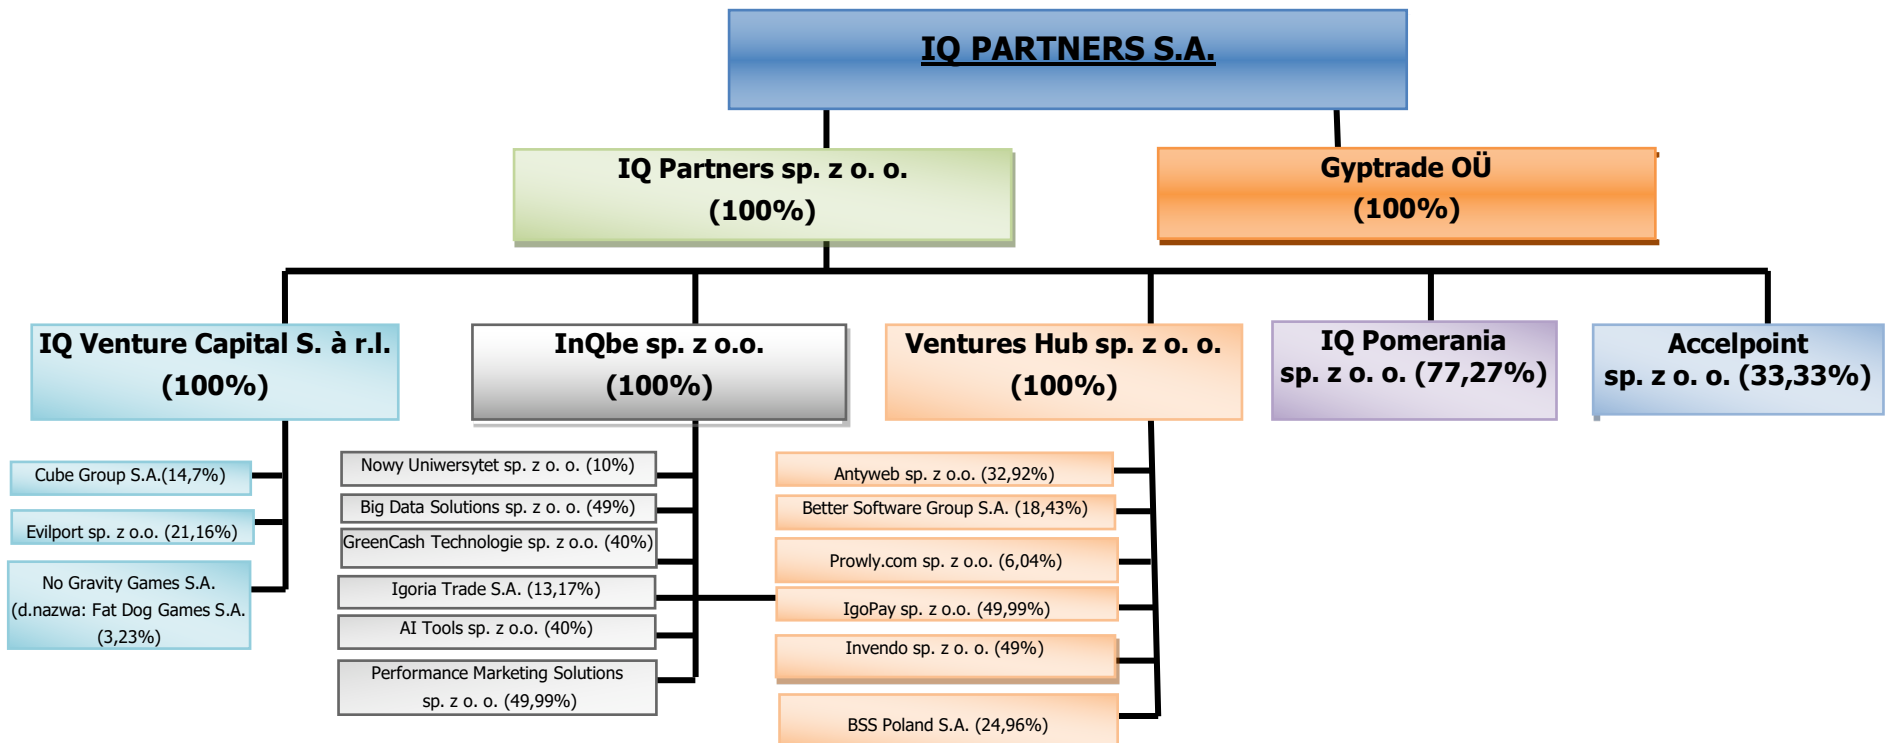 IQ PARTNERS S.A.
IQ Partners sp. z o. o.
(100%)
Gyptrade OÜ
(100%)
IQ Venture Capital S. à r.l.
(100%)
InQbe sp. z o.o.
(100%)
Ventures Hub sp. z o. o.
(100%)
IQ Pomerania
sp. z o. o. (77,27%)
Accelpoint
sp. z o. o. (33,33%)
Cube Group S.A.(14,7%)
Evilport sp. z o.o. (21,16%)
No Gravity Games S.A.
(d.nazwa: Fat Dog Games S.A.
(3,23%)
Nowy Uniwersytet sp. z o. o. (10%)
Big Data Solutions sp. z o. o. (49%)
GreenCash Technologie sp. z o.o. (40%)
Igoria Trade S.A. (13,17%)
AI Tools sp. z o.o. (40%)
Performance Marketing Solutions
sp. z o. o. (49,99%)
Antyweb sp. z o.o. (32,92%)
Better Software Group S.A. (18,43%)
Prowly.com sp. z o.o. (6,04%)
IgoPay sp. z o.o. (49,99%)
Invendo sp. z o. o. (49%)
BSS Poland S.A. (24,96%)